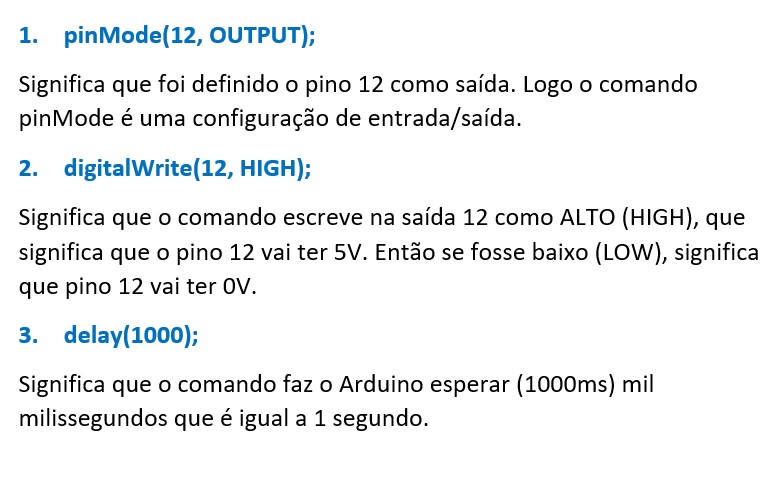 1. pinMode(12, OUTPUT);
Significa que foi definido o pino 12 como saída. Logo o comando
pinMode é uma configuração de entrada/saída.
2. digitalWrite(12, HIGH);
Significa que o comando escreve na saída 12 como ALTO (HIGH), que
significa que o pino 12 vai ter 5V. Então se fosse baixo (LOW), significa
que pino 12 vai ter 0V.
3. delay(1000);
Significa que o comando faz o Arduino esperar (1000ms) mil
milissegundos que é igual a 1 segundo.